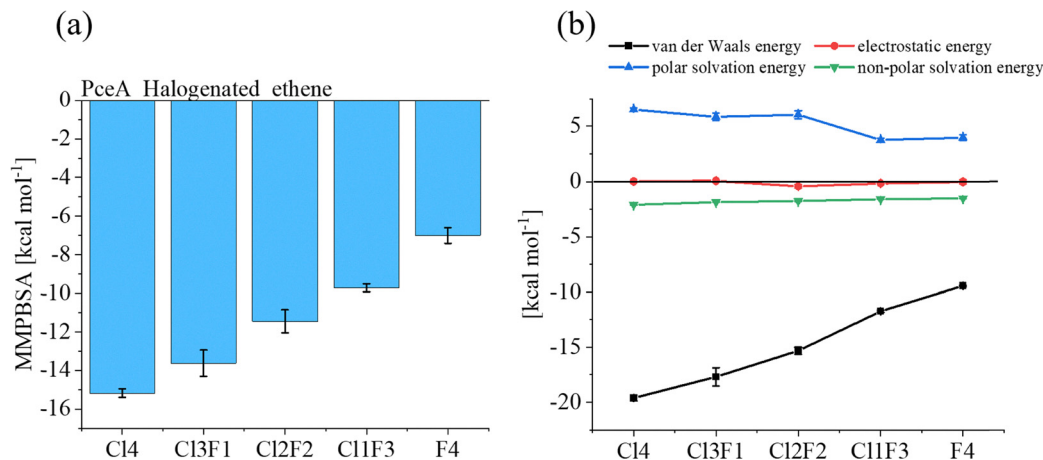 (a)
PceA Halogenated ethene
MMPBSA [kcal mol-1]
0
-2
-4
-6
-8
-10
-12
-14
-16
Cl4 Cl3F1 Cl2F2 Cl1F3 F4
(b)
van der Waals energy electrostatic energy
polar solvation energy non-polar solvation energy
[kcal mol-1]
5
0
-5
-10
-15
-20
Cl4 Cl3F1 Cl2F2 Cl1F3 F4